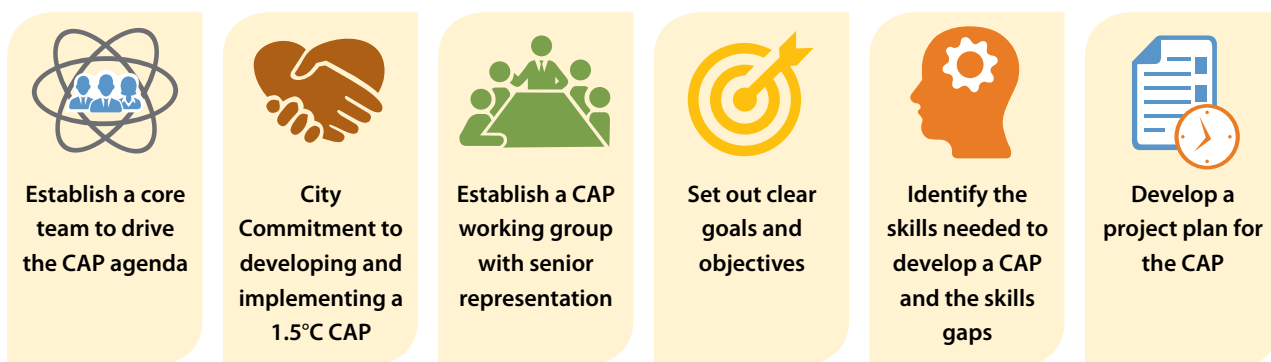 Establish a core
team to drive
the CAP agenda
City
Commitment to
developing and
implementing a
1.5°C CAP
Establish a CAP
working group
with senior
representation
Set out clear
goals and
objectives
Identify the
skills needed to
develop a CAP
and the skills
gaps
Develop a
project plan for
the CAP